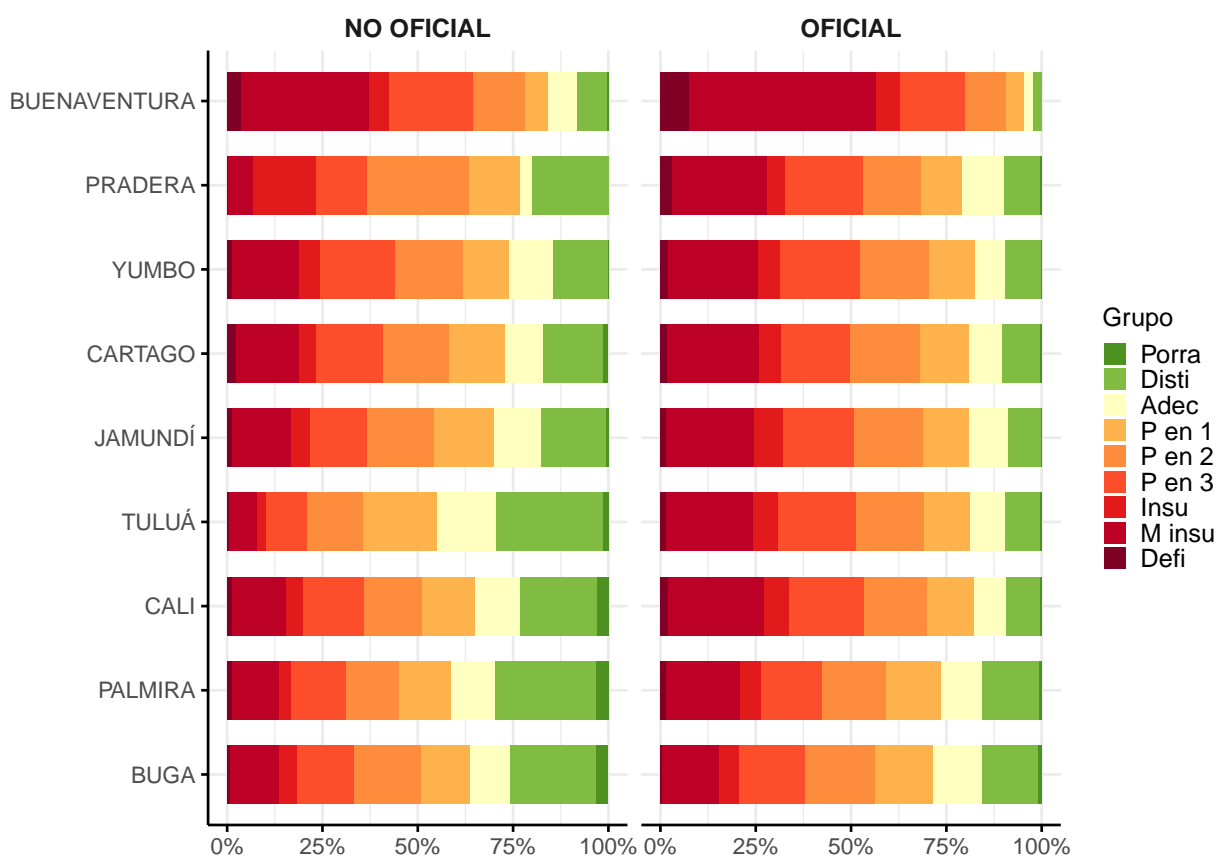 NO OFICIAL
OFICIAL
BUENAVENTURA
PRADERA
YUMBO
CARTAGO
JAMUNDÍ
TULUÁ
CALI
PALMIRA
BUGA
0% 25% 50% 75% 100% 0% 25% 50% 75% 100%
Grupo
Porra
Disti
Adec
P en 1
P en 2
P en 3
Insu
M insu
Defi